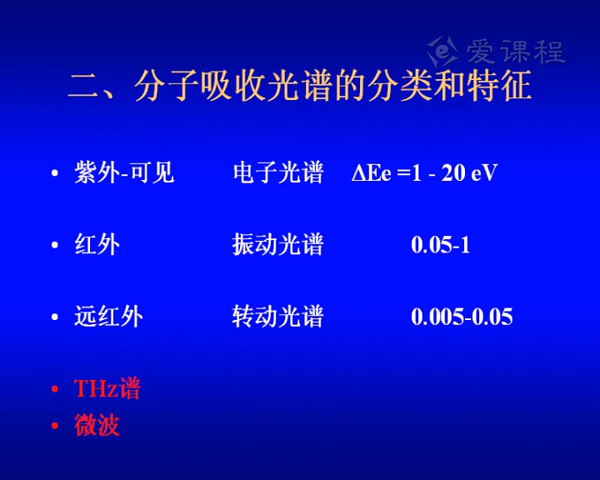 爱课程
二、分子吸收光谱的分类和特征
• 紫外-可见 电子光谱 ΔEe =1 - 20 eV
• 红外 振动光谱 0.05-1
• 远红外 转动光谱 0.005-0.05
• THz谱
• 微波